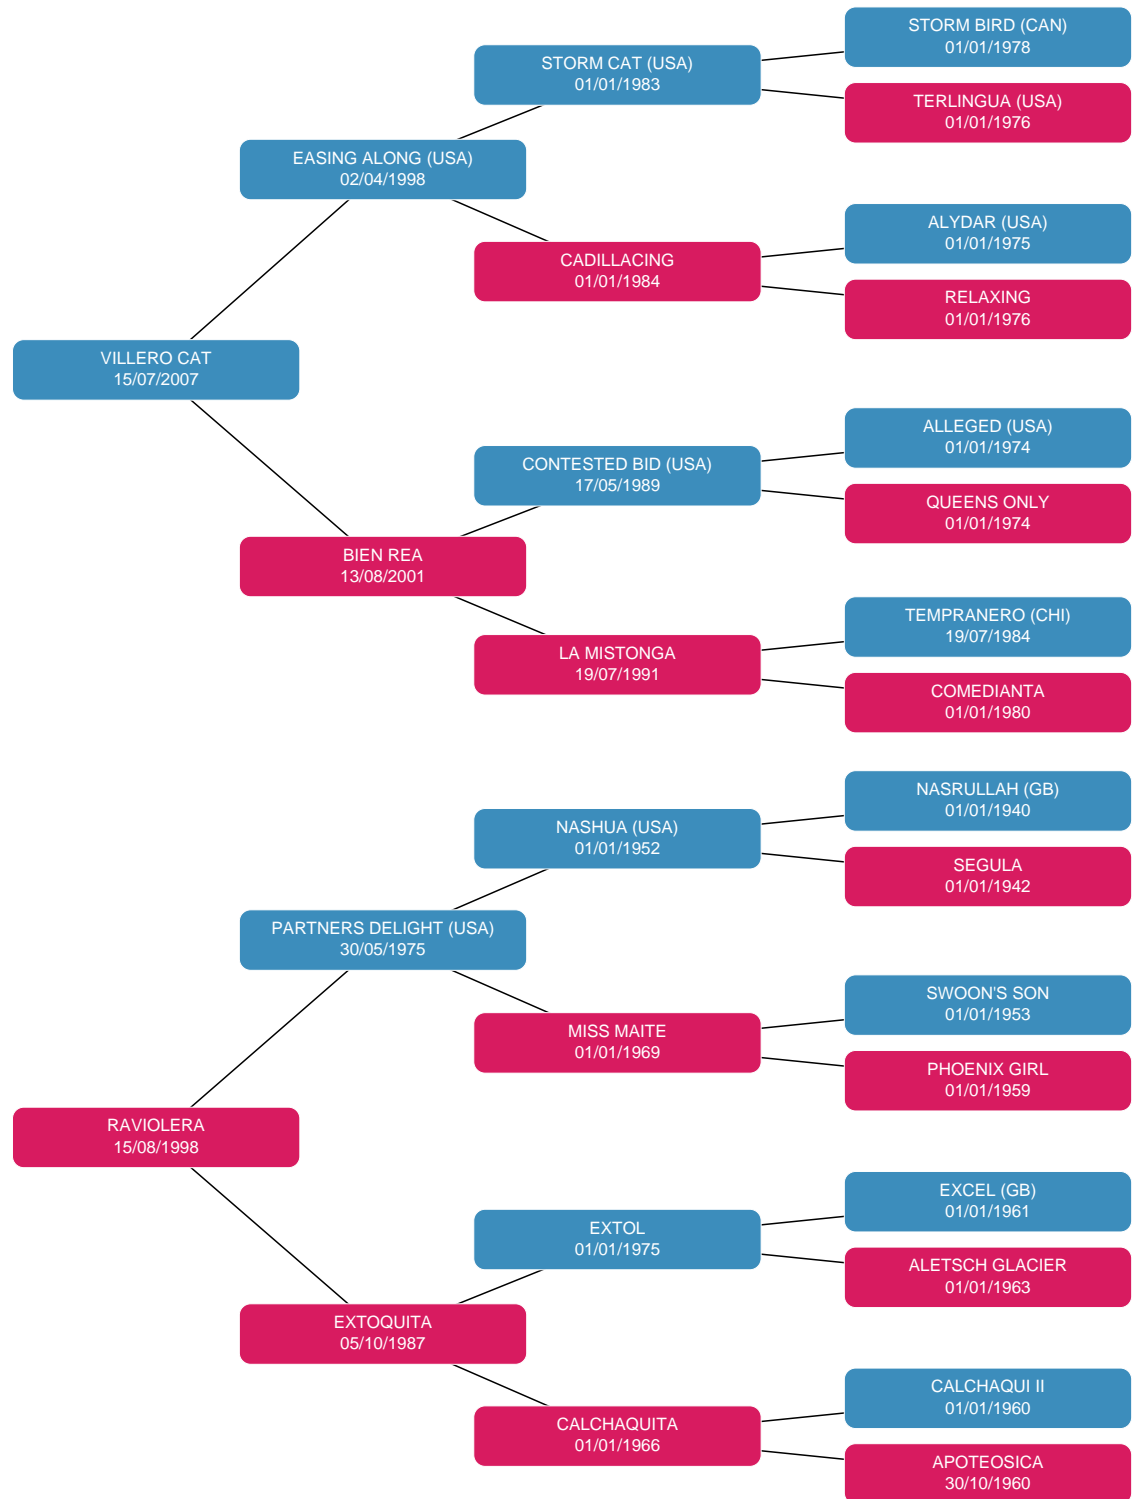 STORM BIRD (CAN)
01/01/1978
STORM CAT (USA)
01/01/1983
TERLINGUA (USA)
01/01/1976
EASING ALONG (USA)
02/04/1998
ALYDAR (USA)
01/01/1975
CADILLACING
01/01/1984
RELAXING
01/01/1976
VILLERO CAT
15/07/2007
ALLEGED (USA)
01/01/1974
CONTESTED BID (USA)
17/05/1989
QUEENS ONLY
01/01/1974
BIEN REA
13/08/2001
TEMPRANERO (CHI)
19/07/1984
LA MISTONGA
19/07/1991
COMEDIANTA
01/01/1980
NASRULLAH (GB)
01/01/1940
NASHUA (USA)
01/01/1952
SEGULA
01/01/1942
PARTNERS DELIGHT (USA)
30/05/1975
SWOON'S SON
01/01/1953
MISS MAITE
01/01/1969
PHOENIX GIRL
01/01/1959
RAVIOLERA
15/08/1998
EXCEL (GB)
01/01/1961
EXTOL
01/01/1975
ALETSCH GLACIER
01/01/1963
EXTOQUITA
05/10/1987
CALCHAQUI II
01/01/1960
CALCHAQUITA
01/01/1966
APOTEOSICA
30/10/1960